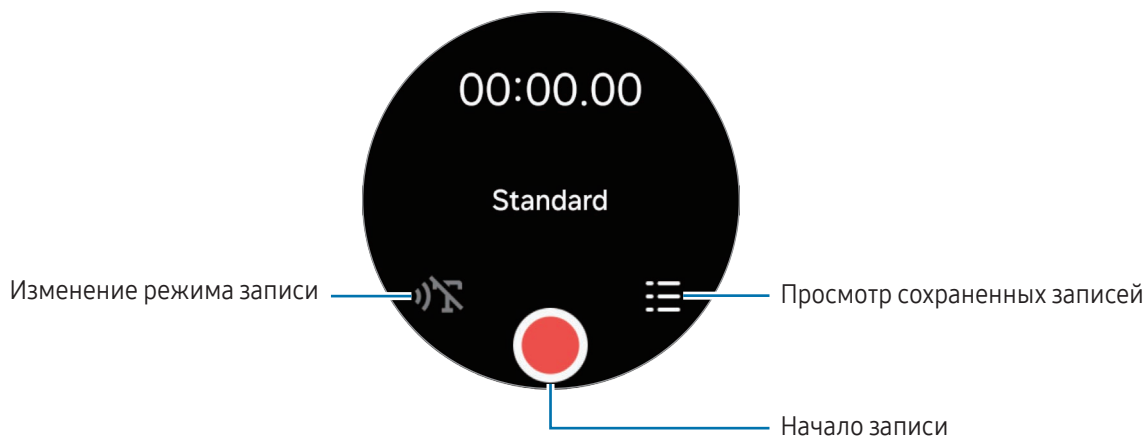 00:00.00
Standard
Изменение режима записи
Просмотр сохраненных записей
Начало записи